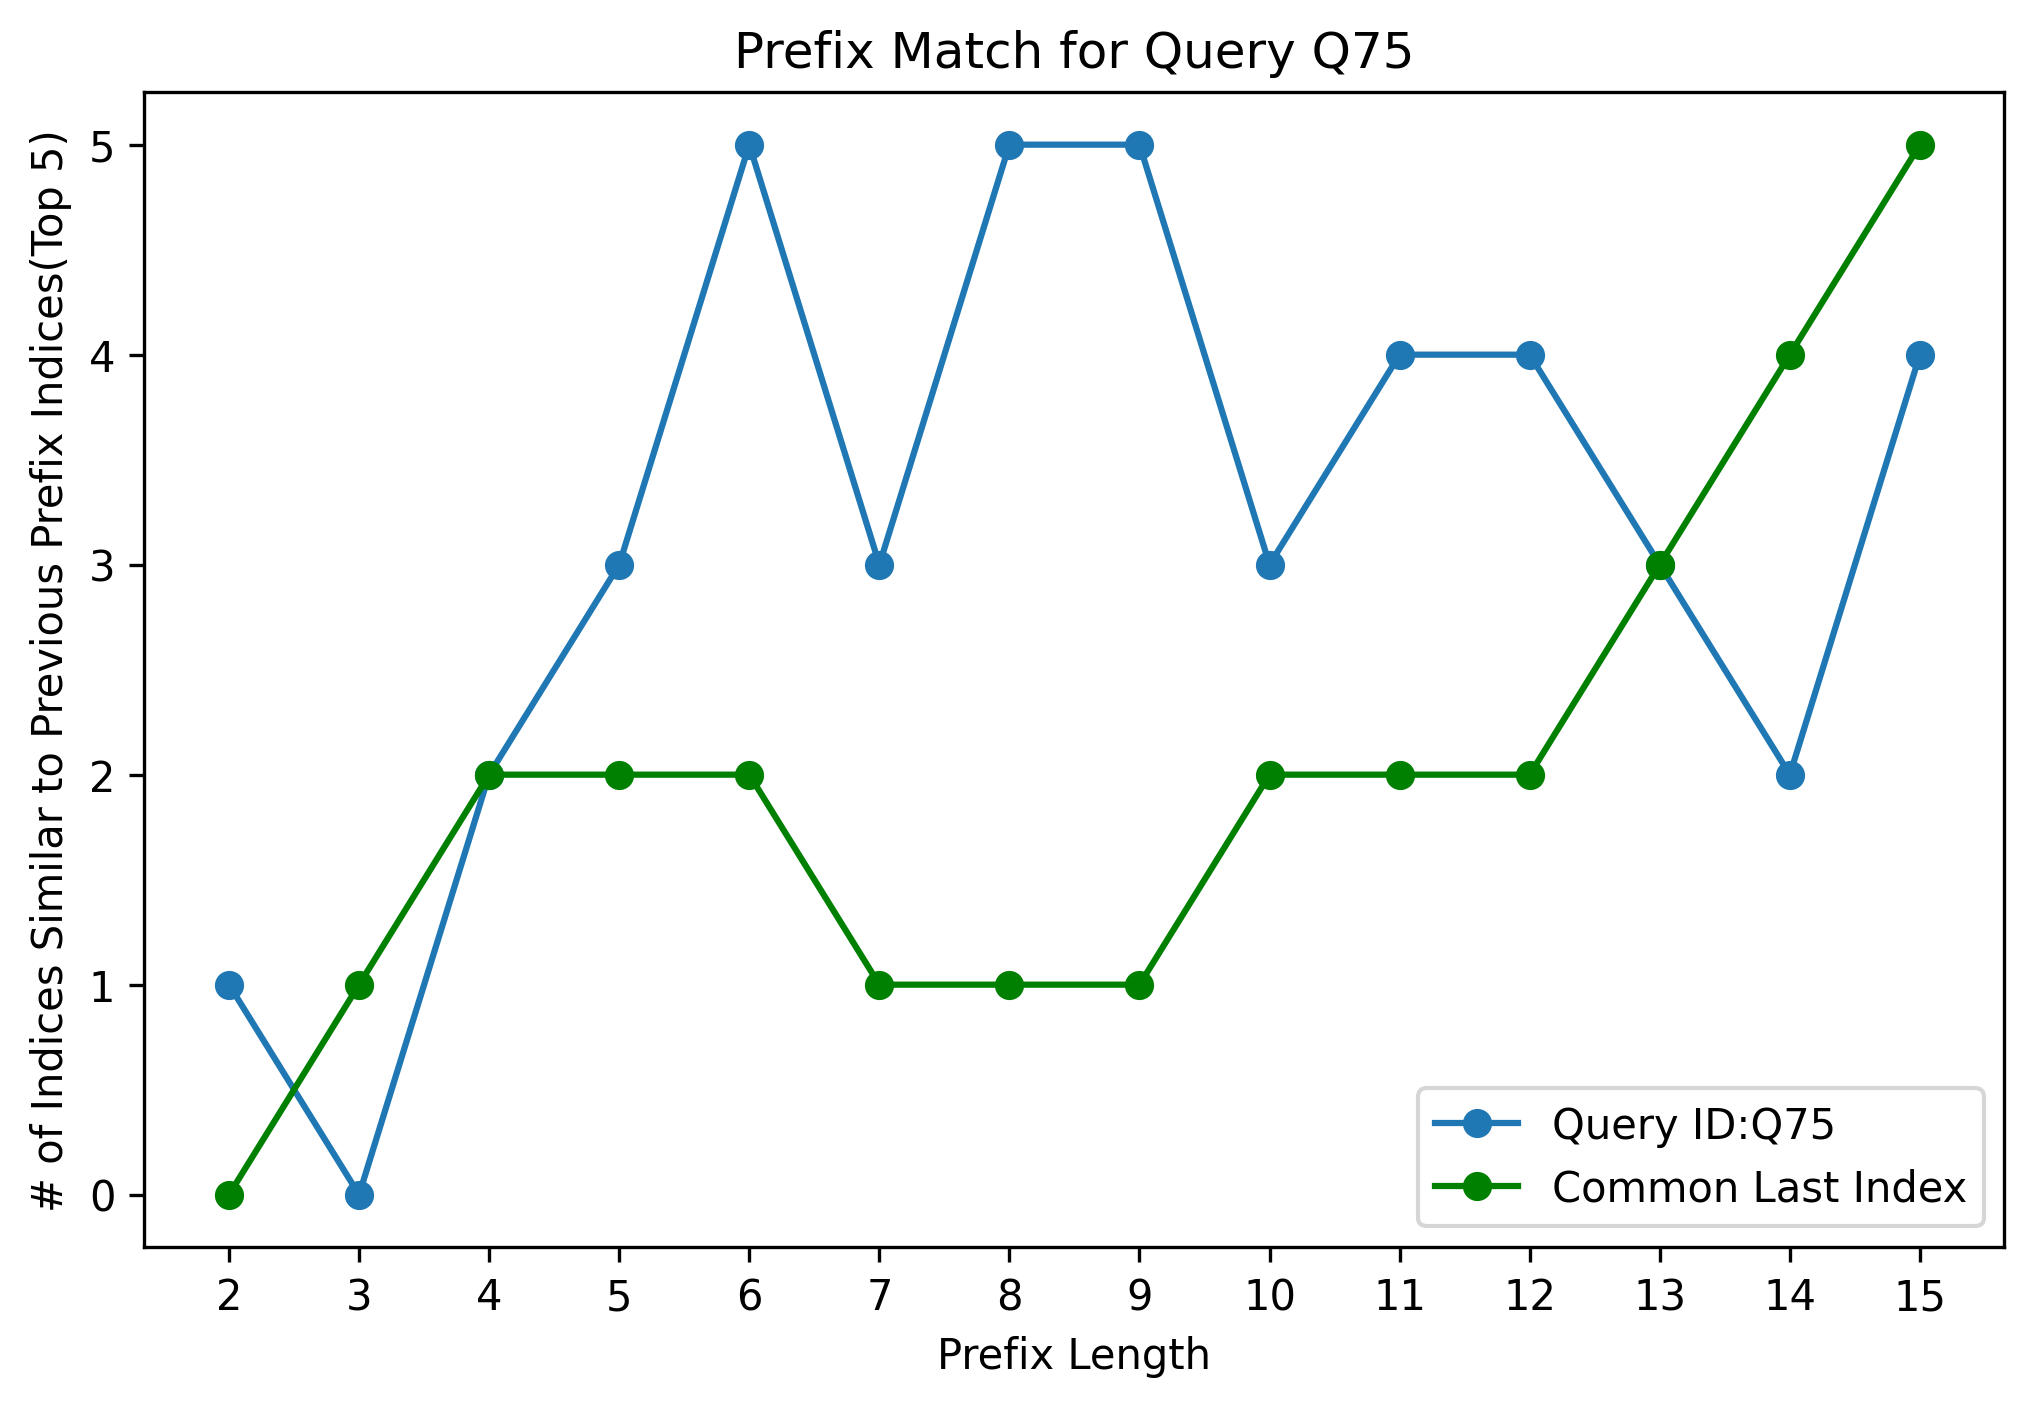 Prefix Match for Query Q75
# of Indices Similar to Previous Prefix Indices(Top 5)
5
4
3
2
1
0
2 3 4 5 6 7 8 9 10 11 12 13 14 15
Prefix Length
Query ID:Q75
Common Last Index